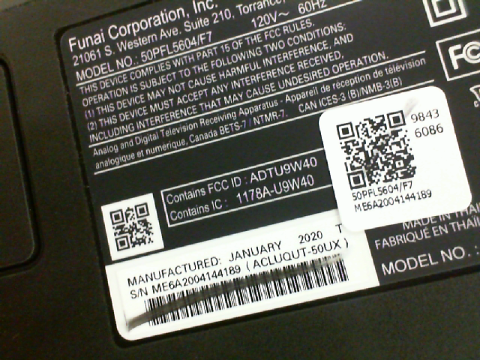 Funai Corporation, Inc.
21061 S. Western Ave. Suite 210, Torrance,
MODEL NO.: 50PFL5604/F7 120V~ 60Hz
THIS DEVICE COMPLIES WITH PART 15 OF THE FCC RULES.
OPERATION IS SUBJECT TO THE FOLLOWING TWO CONDITIONS:
(1) THIS DEVICE MAY NOT CAUSE HARMFUL INTERFERENCE, AND
(2) THIS DEVICE MUST ACCEPT ANY INTERFERENCE RECEIVED,
INCLUDING INTERFERENCE THAT MAY CAUSE UNDESIRED OPERATION.
Analog and Digital Television Receiving Apparatus - Appareil de réception de télévision
analogique et numérique, Canada BETS-7 / NTMR-7. CAN ICES-3 (B)/NMB-3(B)
FC
9843
6086
50PFL5604/F7
ME6A2004144189
Contains FCC ID : ADTU9W40
Contains IC : 1178A-U9W40
MADE IN THAI
FABRIQUÉ EN THAIL
MODEL NO.:
MANUFACTURED: JANUARY 2020 T
S/N ME6A2004144189 (ACLUQUT-50UX)